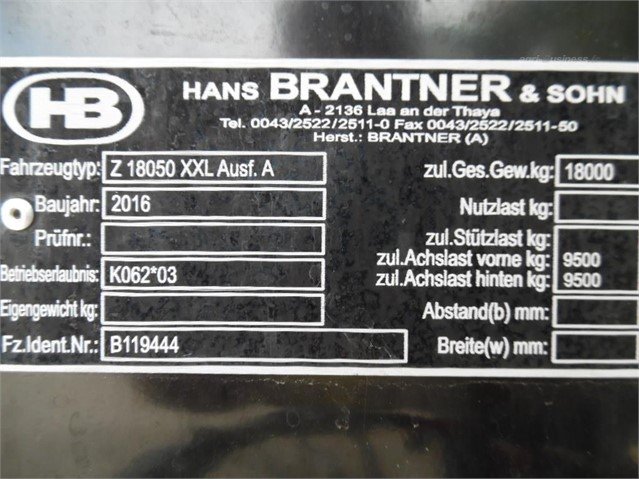 HB
HANS BRANTNER & SOHN
A - 2136 Laa an der Thaya
Tel. 0043/2522/2511-0 Fax 0043/2522/2511-50
Herst.: BRANTNER (A)
Fahrzeugtyp: Z 18050 XXL Ausf. A
Baujahr: 2016
Prüfnr.:
Betriebserlaubnis: K062*03
Eigengewicht kg:
Fz.Ident.Nr.: B119444
zul.Ges.Gew.kg: 18000
Nutzlast kg:
zul.Stützlast kg:
zul.Achslast vorne kg: 9500
zul.Achslast hinten kg: 9500
Abstand(b) mm:
Breite(w) mm: